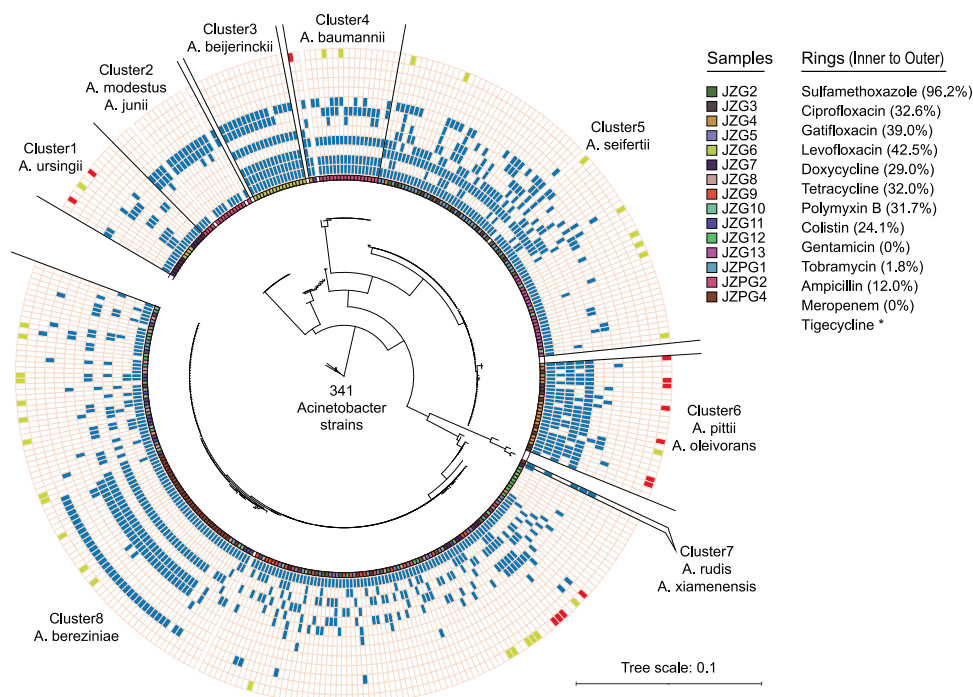 Cluster4
A. baumannii
Cluster3
A. beijerinckii
Cluster2
A. modestus
A. junii
Cluster1
A. ursingii
Cluster5
A. seifertii
341
Acinetobacter
strains
Cluster6
A. pittii
A. oleivorans
Cluster7
A. rudis
A. xiamenensis
Cluster8
A. bereziniae
Tree scale: 0.1
Samples
JZG2
JZG3
JZG4
JZG5
JZG6
JZG7
JZG8
JZG9
JZG10
JZG11
JZG12
JZG13
JZPG1
JZPG2
JZPG4
Rings (Inner to Outer)
Sulfamethoxazole (96.2%)
Ciprofloxacin (32.6%)
Gatifloxacin (39.0%)
Levofloxacin (42.5%)
Doxycycline (29.0%)
Tetracycline (32.0%)
Polymyxin B (31.7%)
Colistin (24.1%)
Gentamicin (0%)
Tobramycin (1.8%)
Ampicillin (12.0%)
Meropenem (0%)
Tigecycline *